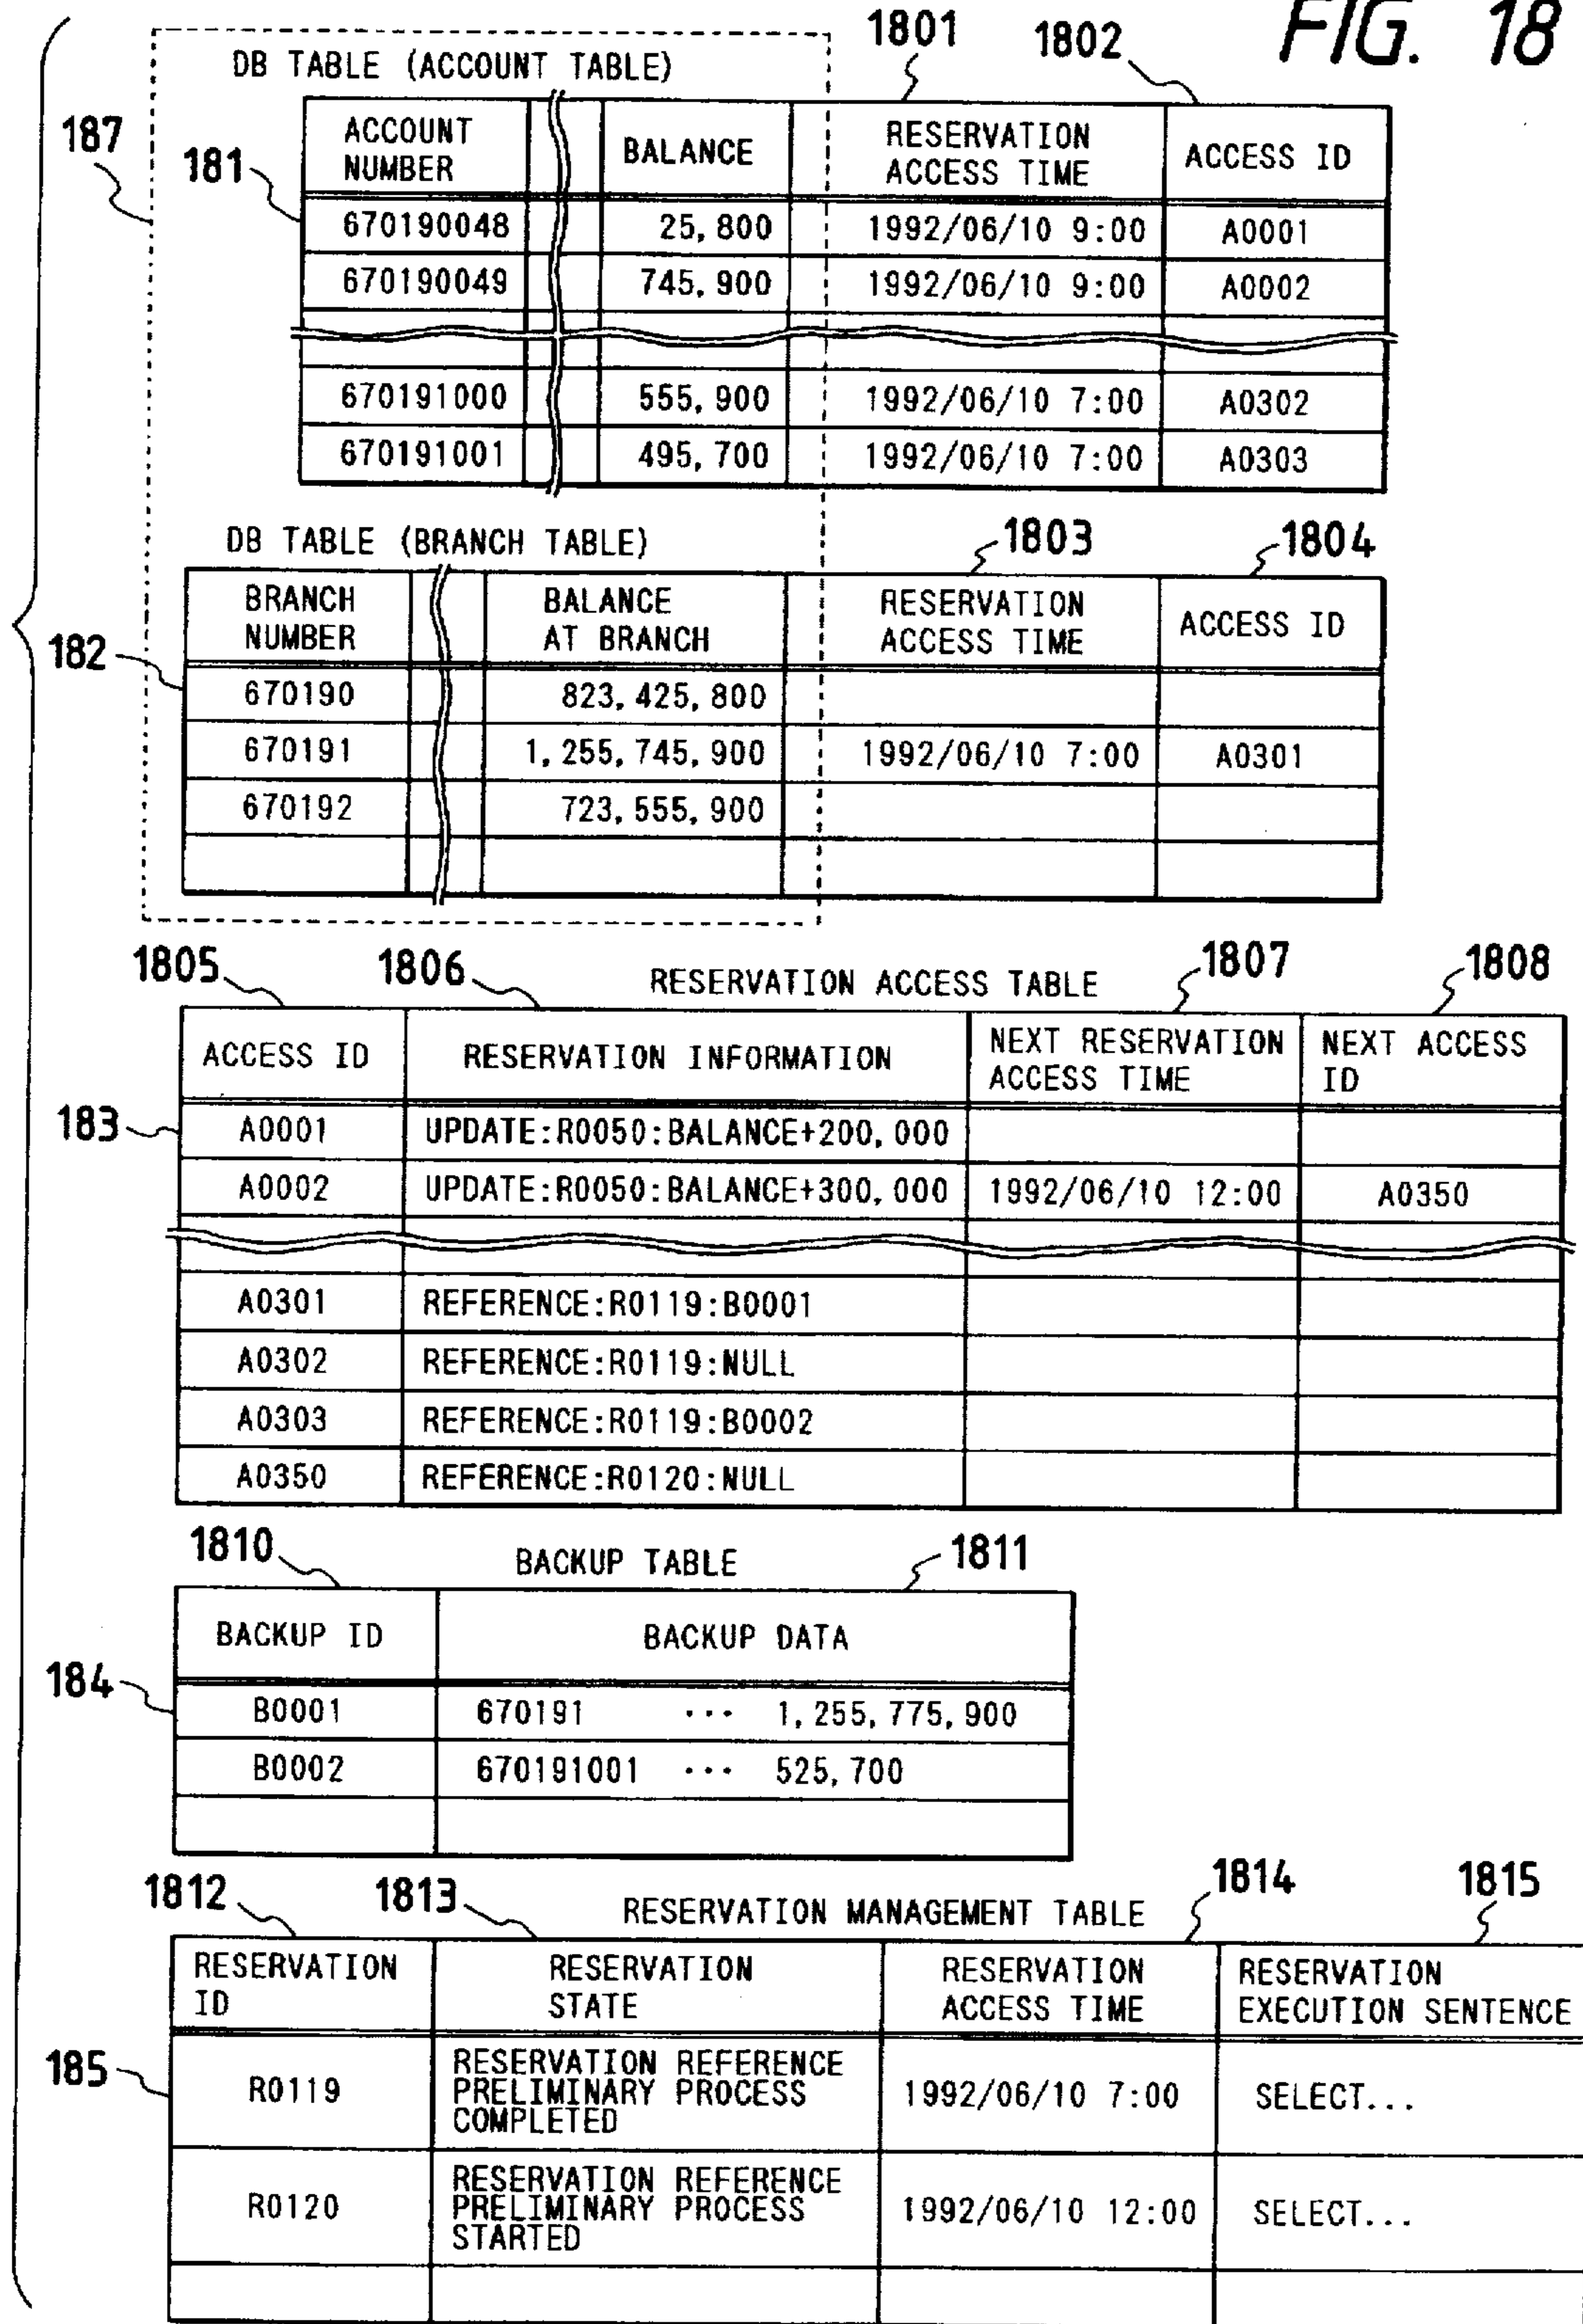 FIG. 18
1801 1802
DB TABLE (ACCOUNT TABLE)
187
181
ACCOUNT NUMBER BALANCE RESERVATION ACCESS TIME ACCESS ID
670190048 25,800 1992/06/10 9:00 A0001
670190049 745,900 1992/06/10 9:00 A0002
670191000 555,900 1992/06/10 7:00 A0302
670191001 495,700 1992/06/10 7:00 A0303
DB TABLE (BRANCH TABLE) 1803 1804
182
BRANCH NUMBER BALANCE AT BRANCH RESERVATION ACCESS TIME ACCESS ID
670190 823,425,800
670191 1,255,745,900 1992/06/10 7:00 A0301
670192 723,555,900
1805 1806 RESERVATION ACCESS TABLE 1807 1808
ACCESS ID RESERVATION INFORMATION NEXT RESERVATION ACCESS TIME NEXT ACCESS ID
183
A0001 UPDATE:R0050:BALANCE+200,000
A0002 UPDATE:R0050:BALANCE+300,000 1992/06/10 12:00 A0350
A0301 REFERENCE:R0119:B0001
A0302 REFERENCE:R0119:NULL
A0303 REFERENCE:R0119:B0002
A0350 REFERENCE:R0120:NULL
1810 BACKUP TABLE 1811
BACKUP ID BACKUP DATA
184
B0001 670191 ... 1,255,775,900
B0002 670191001 ... 525,700
1812 1813 RESERVATION MANAGEMENT TABLE 1814 1815
RESERVATION ID RESERVATION STATE RESERVATION ACCESS TIME RESERVATION EXECUTION SENTENCE
185
R0119 RESERVATION REFERENCE PRELIMINARY PROCESS COMPLETED 1992/06/10 7:00 SELECT...
R0120 RESERVATION REFERENCE PRELIMINARY PROCESS STARTED 1992/06/10 12:00 SELECT...